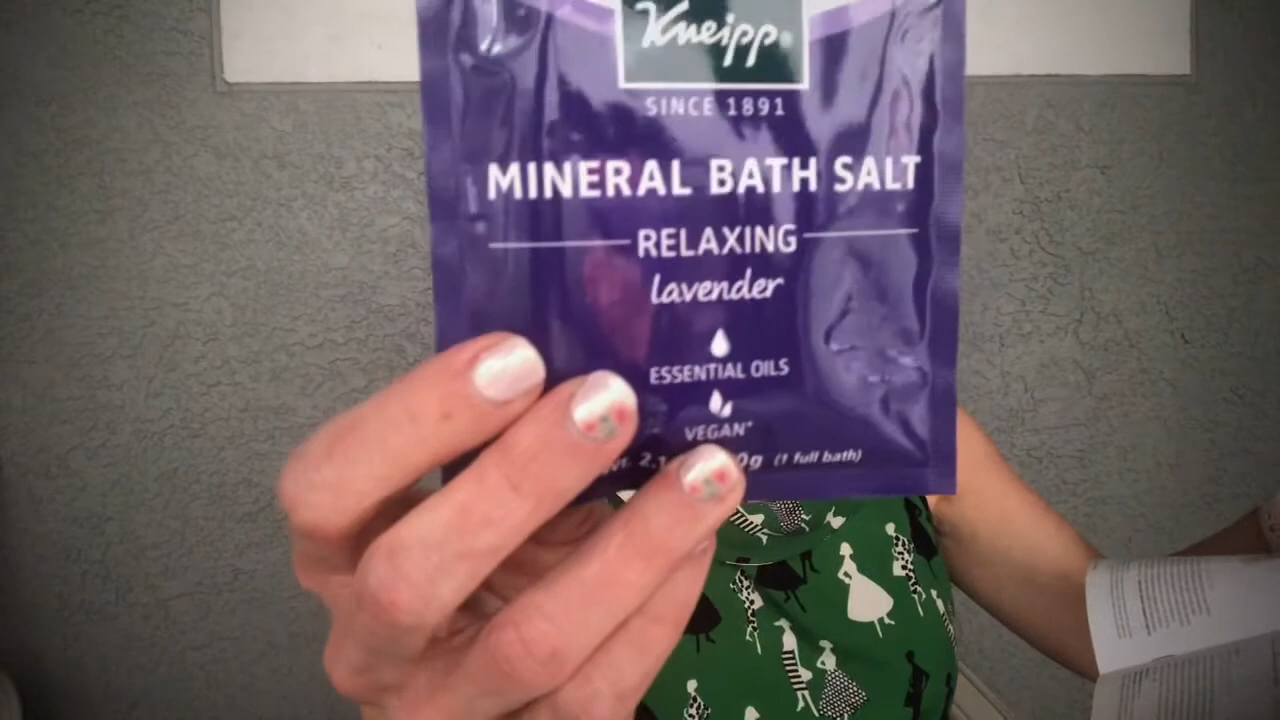 Kneipp®
SINCE 1891
MINERAL BATH SALT
RELAXING
lavender
ESSENTIAL OILS
VEGAN*
(1 full bath)